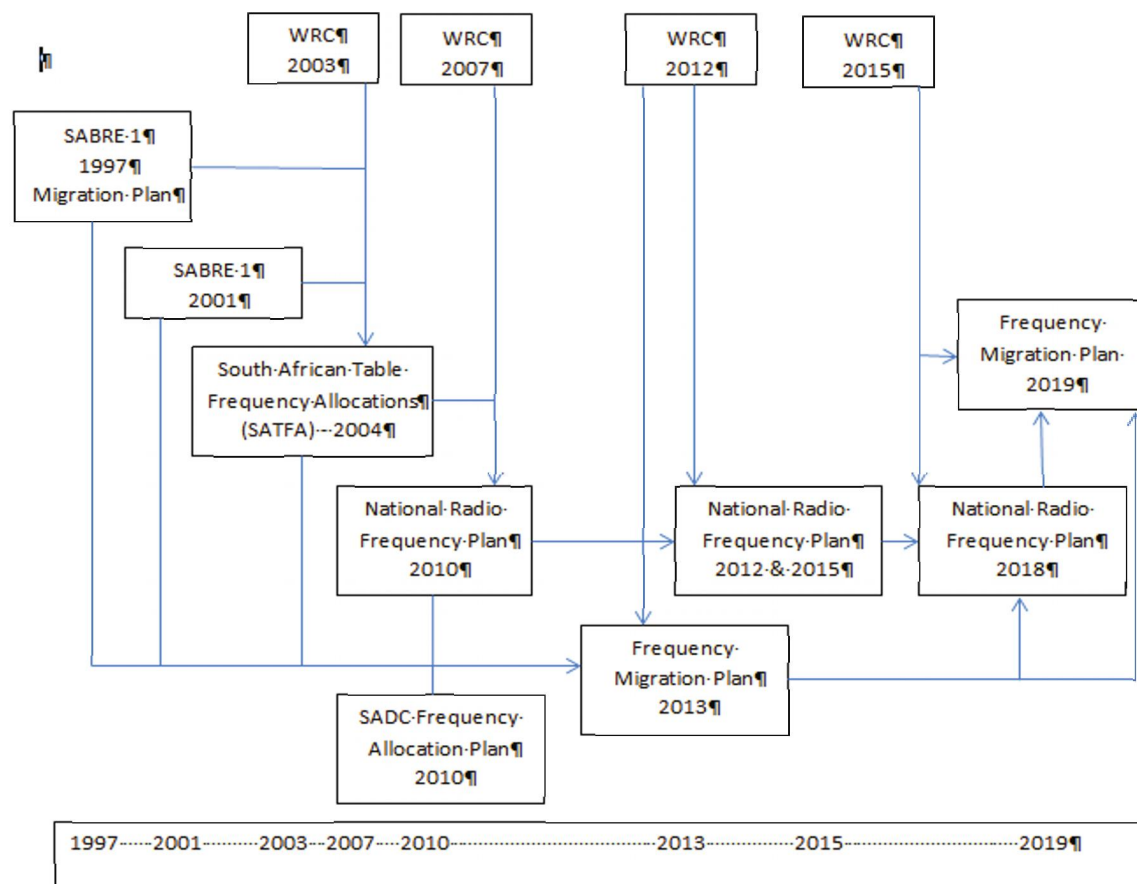 WRC¶
2003¶
WRC¶
2007¶
WRC¶
2012¶
WRC¶
2015¶
¶
SABRE·1¶
1997¶
Migration·Plan¶
SABRE·1¶
2001¶
South·African·Table·
Frequency·Allocations¶
(SATFA)·-·2004¶
Frequency·
Migration·Plan·
2019¶
National·Radio·
Frequency·Plan¶
2010¶
National·Radio·
Frequency·Plan¶
2012·&·2015¶
National·Radio·
Frequency·Plan¶
2018¶
Frequency·
Migration·Plan¶
2013¶
SADC·Frequency·
Allocation·Plan¶
2010¶
1997······2001············2003···2007····2010·····································2013·················2015·······························2019¶